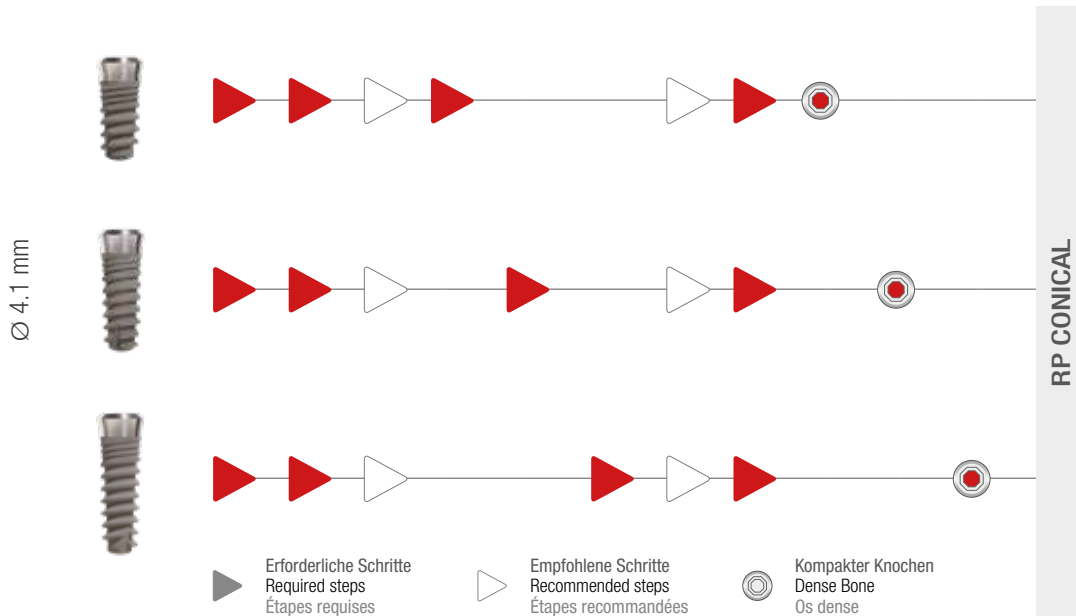 Ø 4.1 mm
RP CONICAL
Erforderliche Schritte
Required steps
Étapes requises
Empfohlene Schritte
Recommended steps
Étapes recommandées
Kompakter Knochen
Dense Bone
Os dense